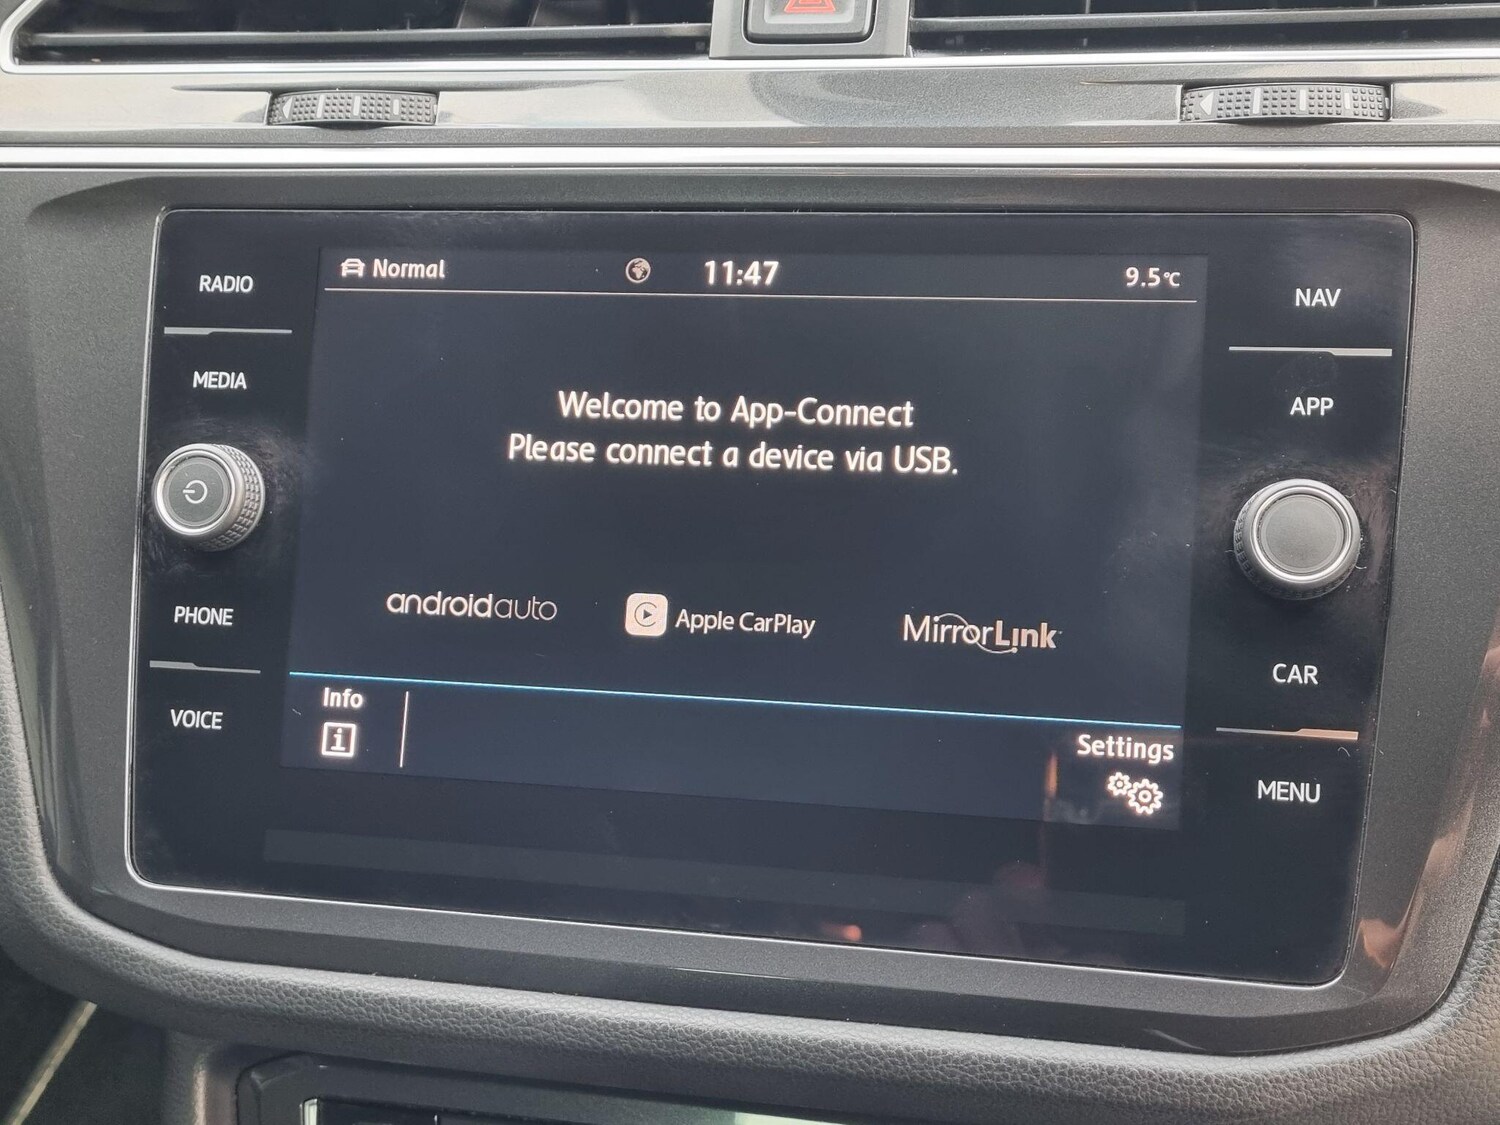 RADIO
MEDIA
PHONE
VOICE
Normal 11:47 9.5°C
Welcome to App-Connect
Please connect a device via USB.
androidauto
Apple CarPlay
MirrorLink
Info
i
Settings
NAV
APP
CAR
MENU